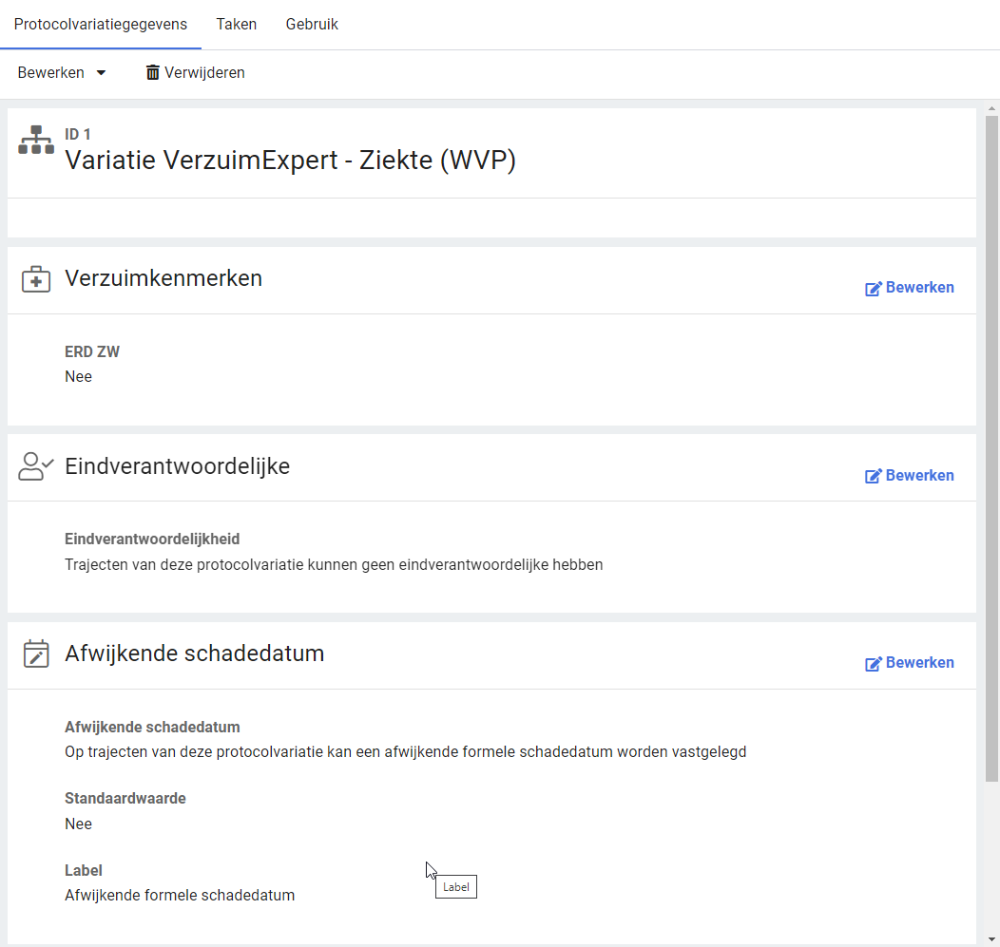 Protocolvariatiegegevens Taken Gebruik
Bewerken Verwijderen
ID 1
Variatie VerzuimExpert - Ziekte (WVP)
Verzuimkenmerken
Bewerken
ERD ZW
Nee
Eindverantwoordelijke
Bewerken
Eindverantwoordelijkheid
Trajecten van deze protocolvariatie kunnen geen eindverantwoordelijke hebben
Afwijkende schadedatum
Bewerken
Afwijkende schadedatum
Op trajecten van deze protocolvariatie kan een afwijkende formele schadedatum worden vastgelegd
Standaardwaarde
Nee
Label
Label
Afwijkende formele schadedatum